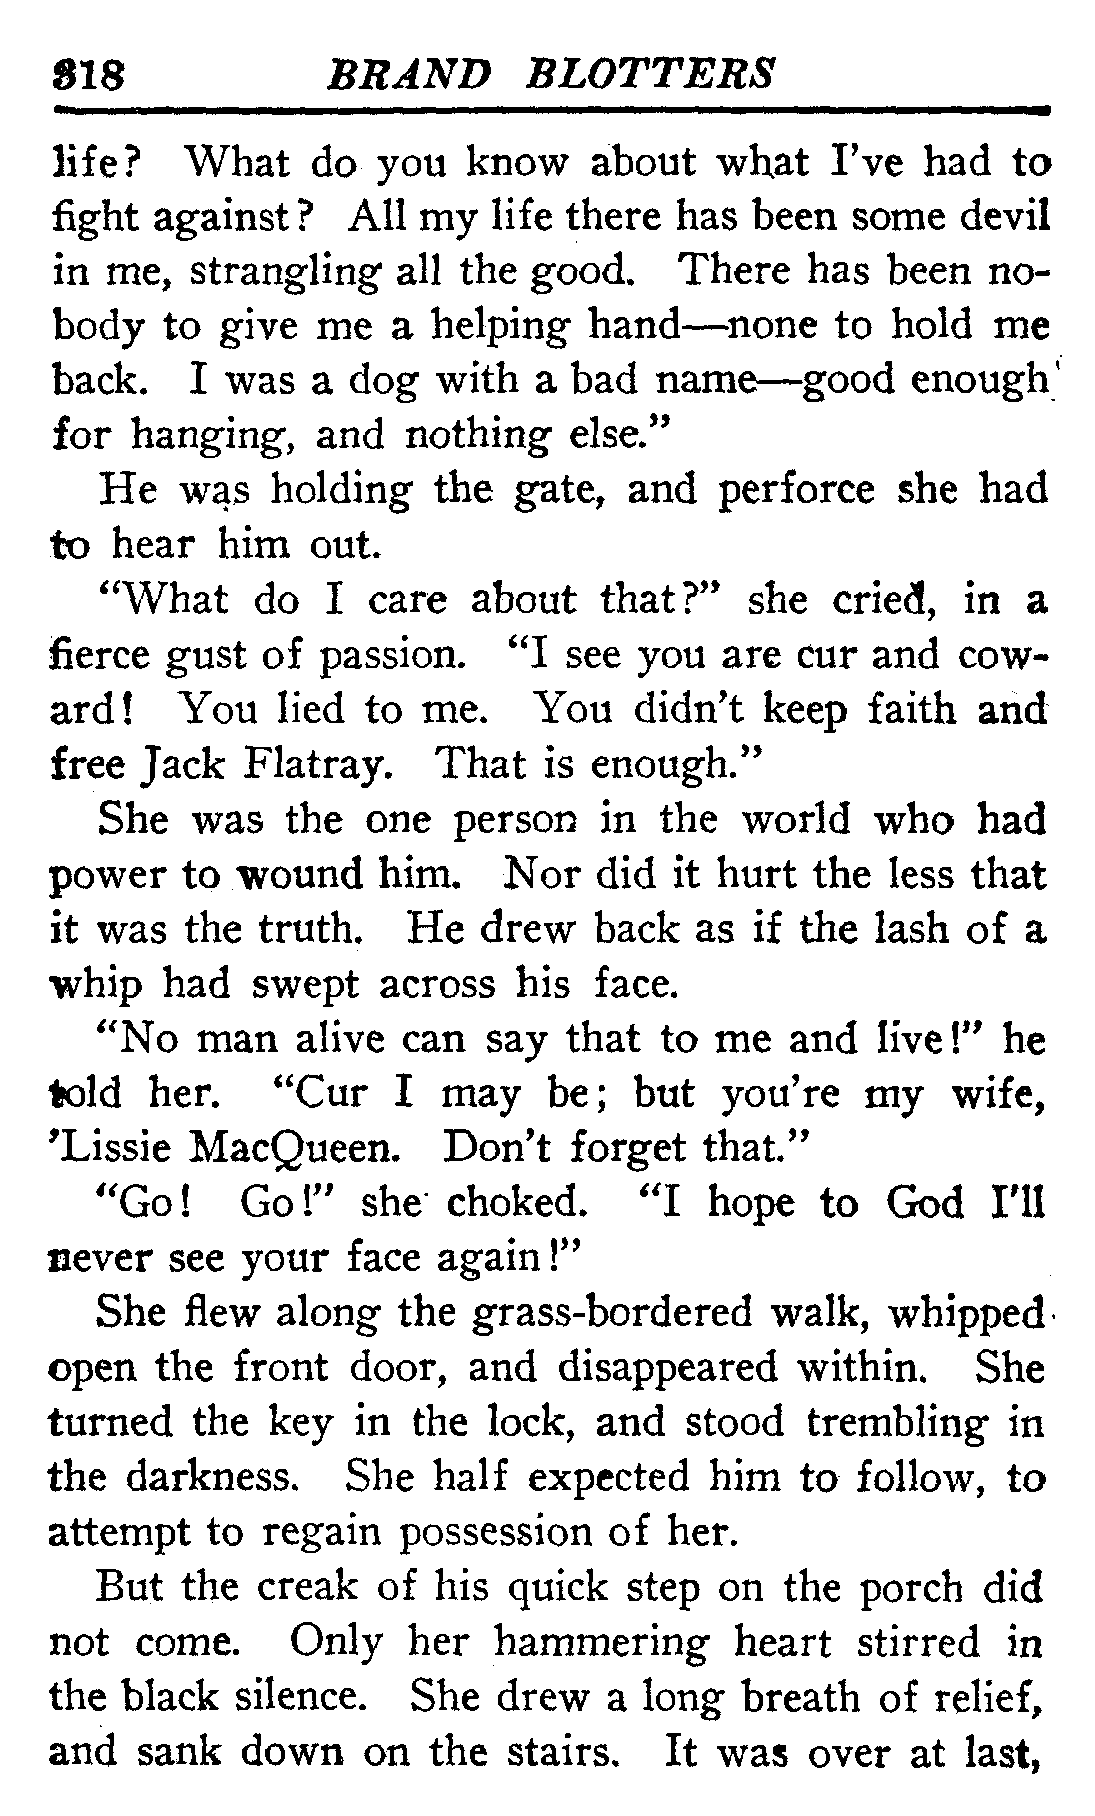 318 BRAND BLOTTERS
life? What do you know about what I've had to
fight against? All my life there has been some devil
in me, strangling all the good. There has been no-
body to give me a helping hand—none to hold me
back. I was a dog with a bad name—good enough
for hanging, and nothing else."
He was holding the gate, and perforce she had
to hear him out.
"What do I care about that?" she cried, in a
fierce gust of passion. "I see you are cur and cow-
ard! You lied to me. You didn't keep faith and
free Jack Flatray. That is enough."
She was the one person in the world who had
power to wound him. Nor did it hurt the less that
it was the truth. He drew back as if the lash of a
whip had swept across his face.
"No man alive can say that to me and live!" he
told her. "Cur I may be; but you're my wife,
'Lissie MacQueen. Don't forget that."
"Go! Go!" she choked. "I hope to God I'll
never see your face again!"
She flew along the grass-bordered walk, whipped
open the front door, and disappeared within. She
turned the key in the lock, and stood trembling in
the darkness. She half expected him to follow, to
attempt to regain possession of her.
But the creak of his quick step on the porch did
not come. Only her hammering heart stirred in
the black silence. She drew a long breath of relief,
and sank down on the stairs. It was over at last,